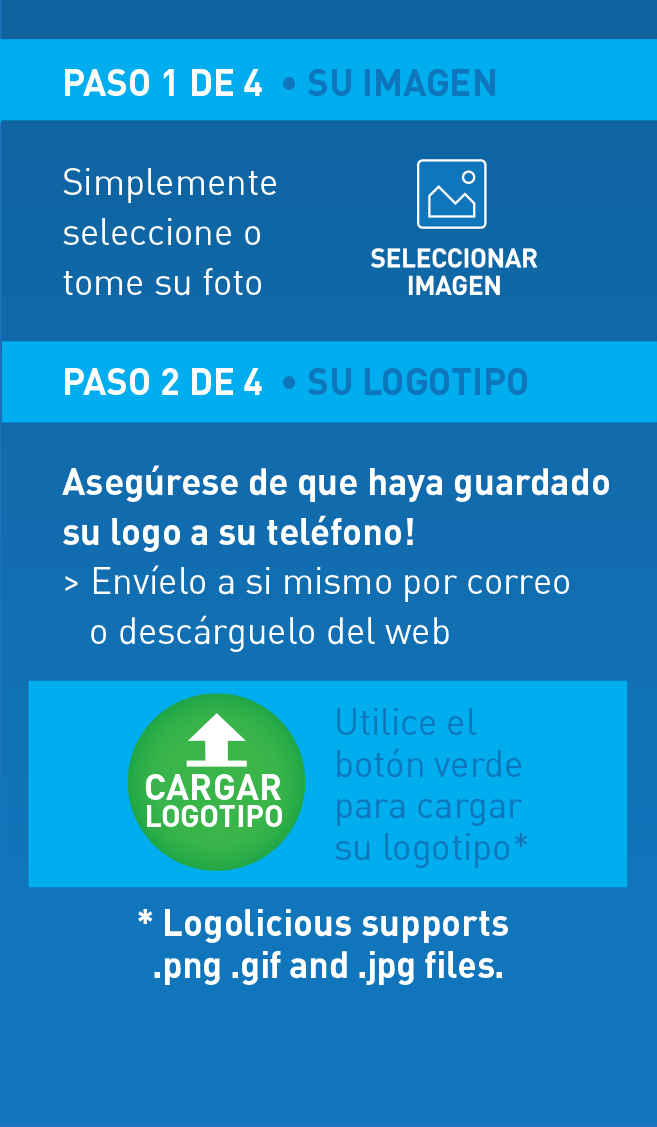 PASO 1 DE 4 • SU IMAGEN
Simplemente
seleccione o
tome su foto
SELECCIONAR
IMAGEN
PASO 2 DE 4 • SU LOGOTIPO
Asegúrese de que haya guardado
su logo a su teléfono!
> Envíelo a si mismo por correo
o descárguelo del web
CARGAR
LOGOTIPO
Utilice el
botón verde
para cargar
su logotipo*
* Logolicious supports
.png .gif and .jpg files.